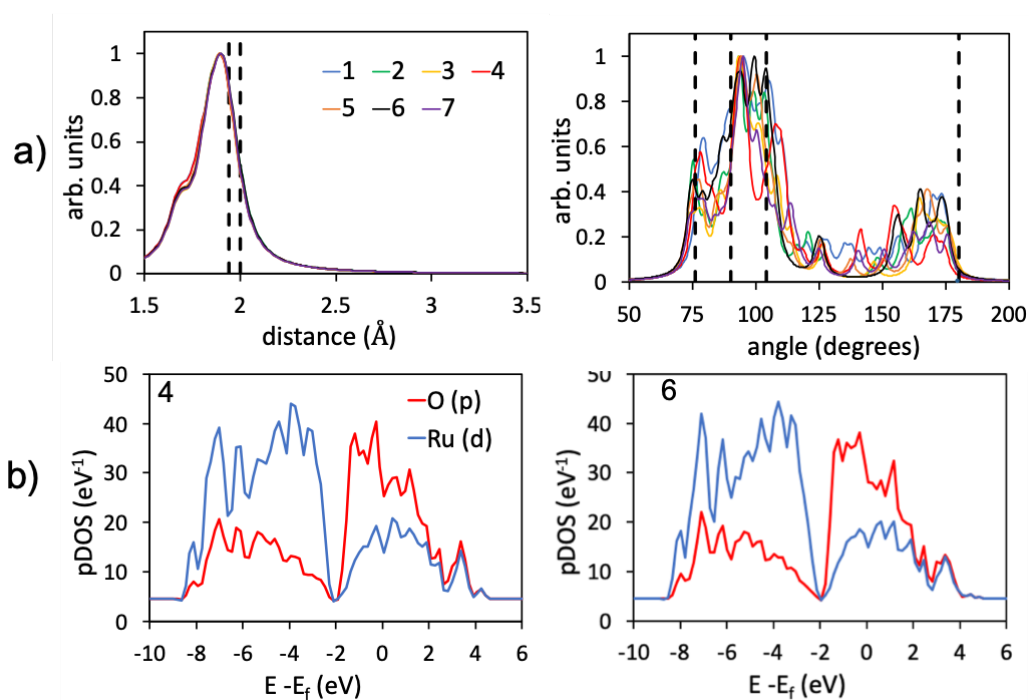 a)
arb. units
1
0.8
0.6
0.4
0.2
0
1 2 3 4
5 6 7
1.5 2 2.5 3 3.5
distance (Å)
arb. units
1
0.8
0.6
0.4
0.2
0
50 75 100 125 150 175 200
angle (degrees)
b)
pDOS (eV⁻¹)
50
40
30
20
10
0
4
O (p)
Ru (d)
-10 -8 -6 -4 -2 0 2 4 6
E -Ef (eV)
pDOS (eV⁻¹)
50
40
30
20
10
0
6
-10 -8 -6 -4 -2 0 2 4 6
E -Ef (eV)